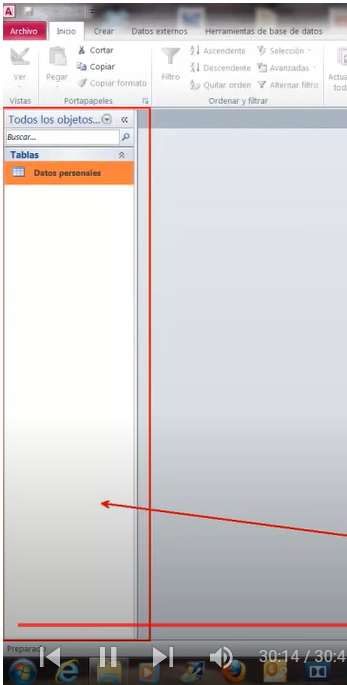 A
Archivo Inicio Crear Datos externos Herramientas de base de datos
Ver
Pegar
Cortar
Copiar
Copiar formato
Filtro
Ascendente
Descendente
Quitar orden
Selección
Avanzadas
Alternar filtro
Vistas Portapapeles Ordenar y filtrar
Todos los objetos...
Buscar...
Tablas
Datos personales
30:14 / 30:4